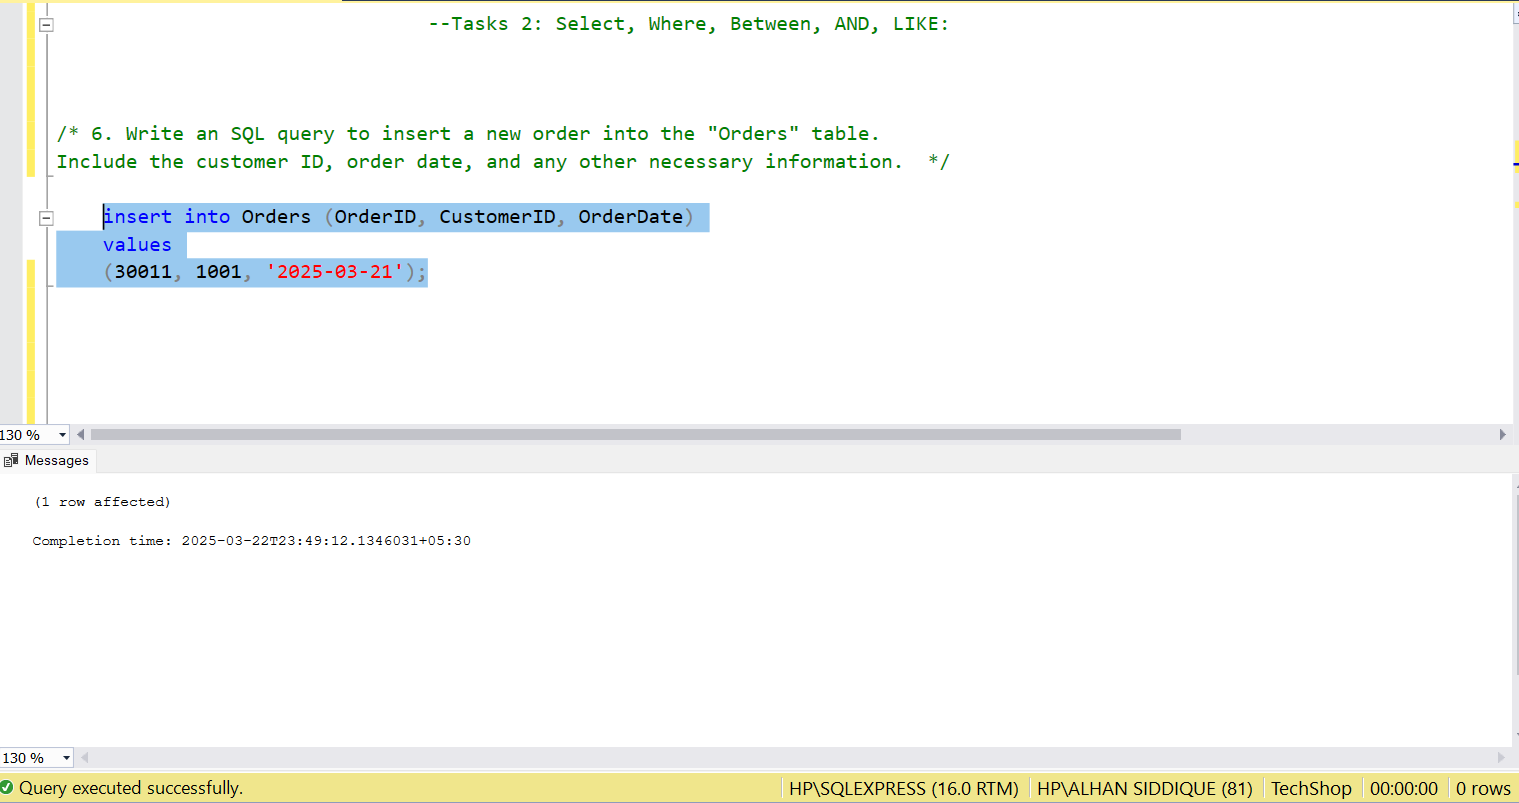 --Tasks 2: Select, Where, Between, AND, LIKE:
/* 6. Write an SQL query to insert a new order into the "Orders" table.
Include the customer ID, order date, and any other necessary information.  */
insert into Orders (OrderID, CustomerID, OrderDate)
values
(30011, 1001, '2025-03-21');
130 %
Messages
(1 row affected)
Completion time: 2025-03-22T23:49:12.1346031+05:30
130 %
Query executed successfully. HP\SQLEXPRESS (16.0 RTM) HP\ALHAN SIDDIQUE (81) TechShop 00:00:00 0 rows